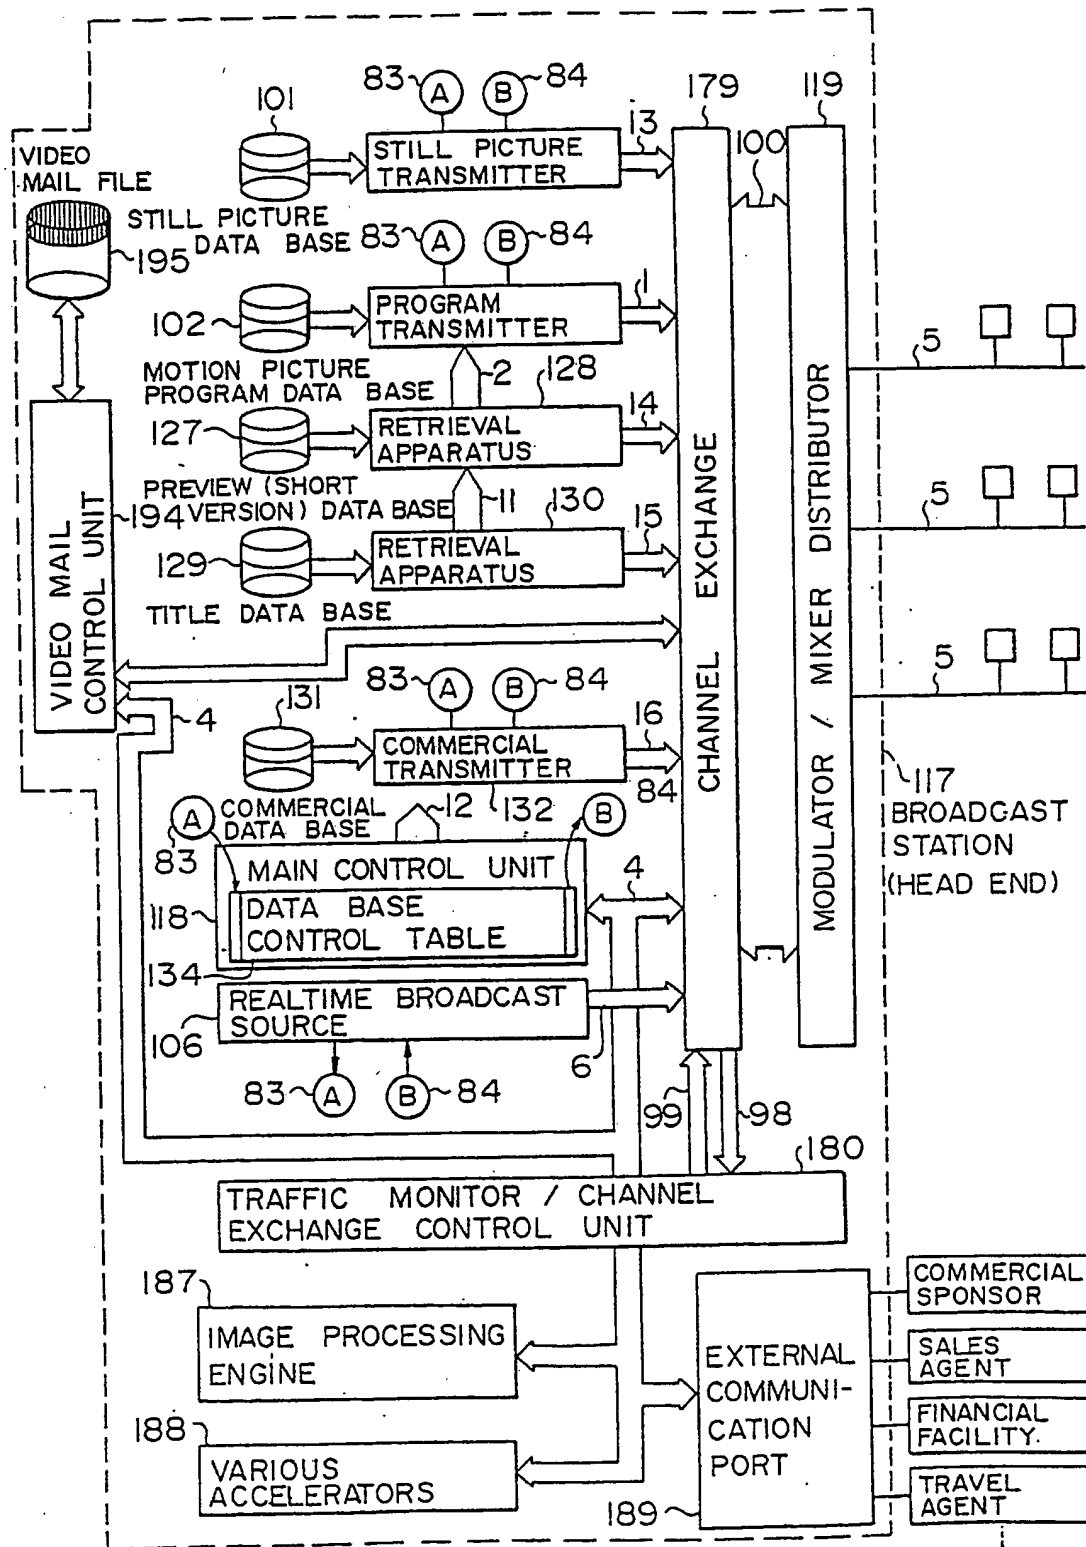 83 84
A B
101
179
119
13
100
STILL PICTURE
TRANSMITTER
VIDEO
MAIL FILE
STILL PICTURE
DATA BASE
195
83 84
A B
1
102
PROGRAM
TRANSMITTER
5
MOTION PICTURE
PROGRAM DATA BASE
2
128
14
127
RETRIEVAL
APPARATUS
PREVIEW (SHORT
VERSION) DATA BASE
194
11
130
15
5
129
RETRIEVAL
APPARATUS
TITLE DATA BASE
VIDEO MAIL
CONTROL UNIT
CHANNEL EXCHANGE
MODULATOR / MIXER DISTRIBUTOR
4
83 84
A B
5
131
16
COMMERCIAL
TRANSMITTER
84
132
COMMERCIAL
DATA BASE
12
A
B
83
117
BROADCAST
STATION
(HEAD END)
MAIN CONTROL UNIT
4
118
DATA BASE
CONTROL TABLE
134
REALTIME BROADCAST
SOURCE
106
6
83 A B 84
99
98
180
TRAFFIC MONITOR / CHANNEL
EXCHANGE CONTROL UNIT
187
IMAGE PROCESSING
ENGINE
188
VARIOUS
ACCELERATORS
EXTERNAL
COMMUNI-
CATION
PORT
189
COMMERCIAL
SPONSOR
SALES
AGENT
FINANCIAL
FACILITY.
TRAVEL
AGENT